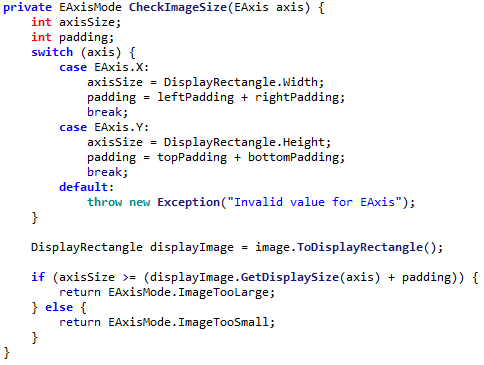 private EAxisMode CheckImageSize(EAxis axis) {
    int axisSize;
    int padding;
    switch (axis) {
        case EAxis.X:
            axisSize = DisplayRectangle.Width;
            padding = leftPadding + rightPadding;
            break;
        case EAxis.Y:
            axisSize = DisplayRectangle.Height;
            padding = topPadding + bottomPadding;
            break;
        default:
            throw new Exception("Invalid value for EAxis");
    }

    DisplayRectangle displayImage = image.ToDisplayRectangle();

    if (axisSize >= (displayImage.GetDisplaySize(axis) + padding)) {
        return EAxisMode.ImageTooLarge;
    } else {
        return EAxisMode.ImageTooSmall;
    }
}